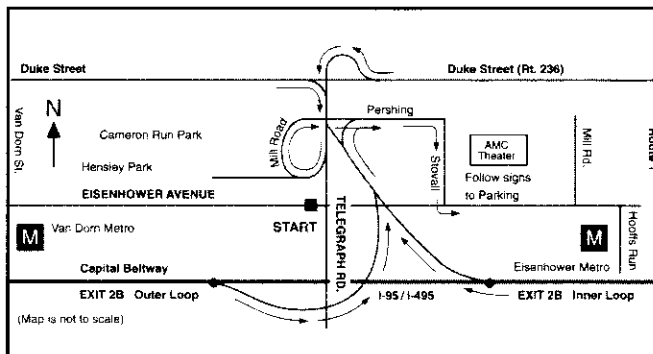 Duke Street
Duke Street (Rt. 236)
N
Van Dorn St.
Cameron Run Park
Hensley Park
Mill Road
Pershing
Stovall
AMC
Theater
Follow signs
to Parking
Mill Rd.
EISENHOWER AVENUE
START
TELEGRAPH RD.
M
Van Dorn Metro
M
Eisenhower Metro
Hooffs Run
Capital Beltway
EXIT 2B Outer Loop
I-95 / I-495
EXIT 2B Inner Loop
(Map is not to scale)